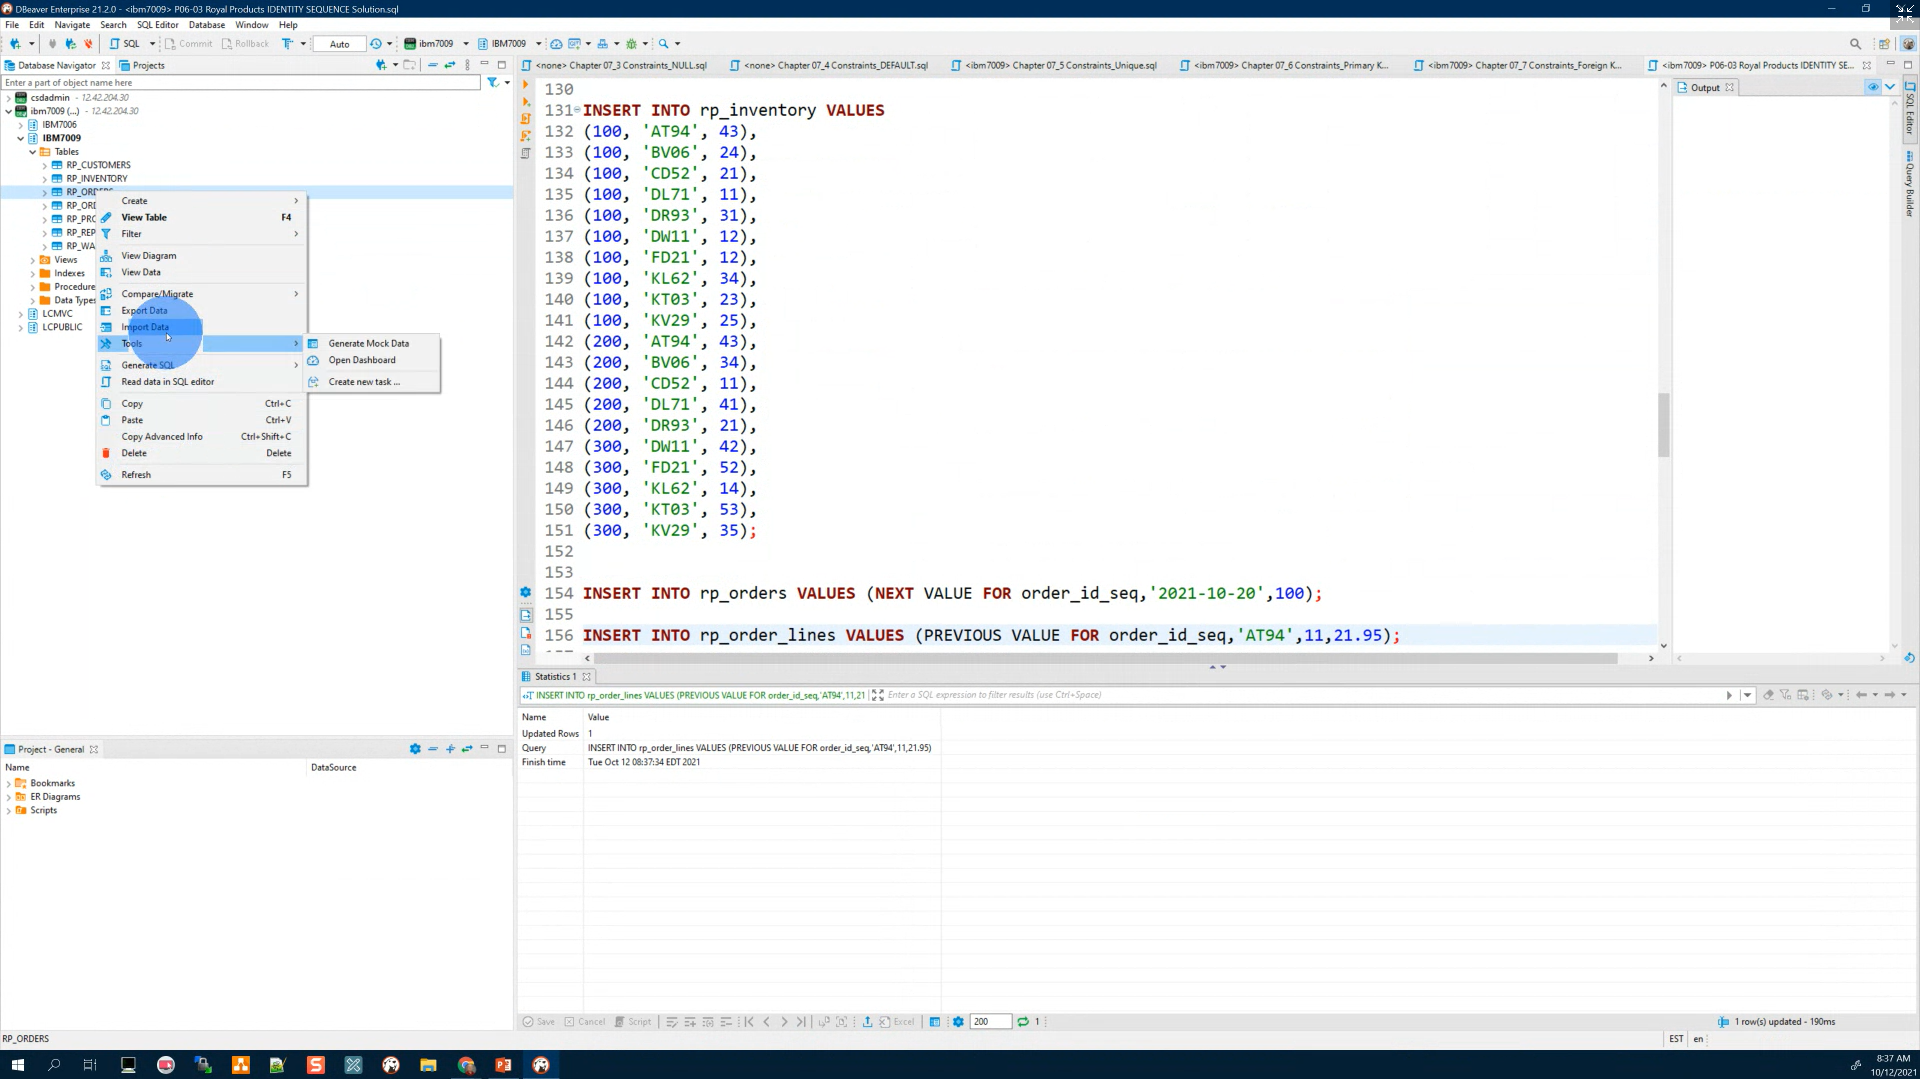 DBeaver Enterprise 21.2.0 - <ibm7009> P06-03 Royal Products IDENTITY SEQUENCE Solution.sql
File Edit Navigate Search SQL Editor Database Window Help
SQL Commit Rollback Auto ibm7009 IBM7009
Database Navigator Projects
<none> Chapter 07_3 Constraints_NULL.sql <none> Chapter 07_4 Constraints_DEFAULT.sql <ibm7009> Chapter 07_5 Constraints_Unique.sql <ibm7009> Chapter 07_6 Constraints_Primary K... <ibm7009> Chapter 07_7 Constraints_Foreign K... <ibm7009> P06-03 Royal Products IDENTITY SE...
Enter a part of object name here
csdadmin - 12.42.204.30
ibm7009 (...) - 12.42.204.30
IBM7006
IBM7009
Tables
RP_CUSTOMERS
RP_INVENTORY
RP_ORDERS
RP_ORD
RP_PRO
RP_REP
RP_WA
Views
Indexes
Procedure
Data Types
LCMVC
LCPUBLIC
Create
View Table F4
Filter
View Diagram
View Data
Compare/Migrate
Export Data
Import Data
Tools
Generate SQL
Read data in SQL editor
Copy Ctrl+C
Paste Ctrl+V
Copy Advanced Info Ctrl+Shift+C
Delete Delete
Refresh F5
Generate Mock Data
Open Dashboard
Create new task ...
130
131 INSERT INTO rp_inventory VALUES
132 (100, 'AT94', 43),
133 (100, 'BV06', 24),
134 (100, 'CD52', 21),
135 (100, 'DL71', 11),
136 (100, 'DR93', 31),
137 (100, 'DW11', 12),
138 (100, 'FD21', 12),
139 (100, 'KL62', 34),
140 (100, 'KT03', 23),
141 (100, 'KV29', 25),
142 (200, 'AT94', 43),
143 (200, 'BV06', 34),
144 (200, 'CD52', 11),
145 (200, 'DL71', 41),
146 (200, 'DR93', 21),
147 (300, 'DW11', 42),
148 (300, 'FD21', 52),
149 (300, 'KL62', 14),
150 (300, 'KT03', 53),
151 (300, 'KV29', 35);
152
153
154 INSERT INTO rp_orders VALUES (NEXT VALUE FOR order_id_seq,'2021-10-20',100);
155
156 INSERT INTO rp_order_lines VALUES (PREVIOUS VALUE FOR order_id_seq,'AT94',11,21.95);
Output
SQL Editor
Query Builder
Statistics 1
INSERT INTO rp_order_lines VALUES (PREVIOUS VALUE FOR order_id_seq,'AT94',11,21 Enter a SQL expression to filter results (use Ctrl+Space)
Name Value
Updated Rows 1
Query INSERT INTO rp_order_lines VALUES (PREVIOUS VALUE FOR order_id_seq,'AT94',11,21.95)
Finish time Tue Oct 12 08:37:34 EDT 2021
Project - General
Name DataSource
Bookmarks
ER Diagrams
Scripts
Save Cancel Script Excel 200 1 1 row(s) updated - 190ms
RP_ORDERS
EST en
8:37 AM
10/12/2021